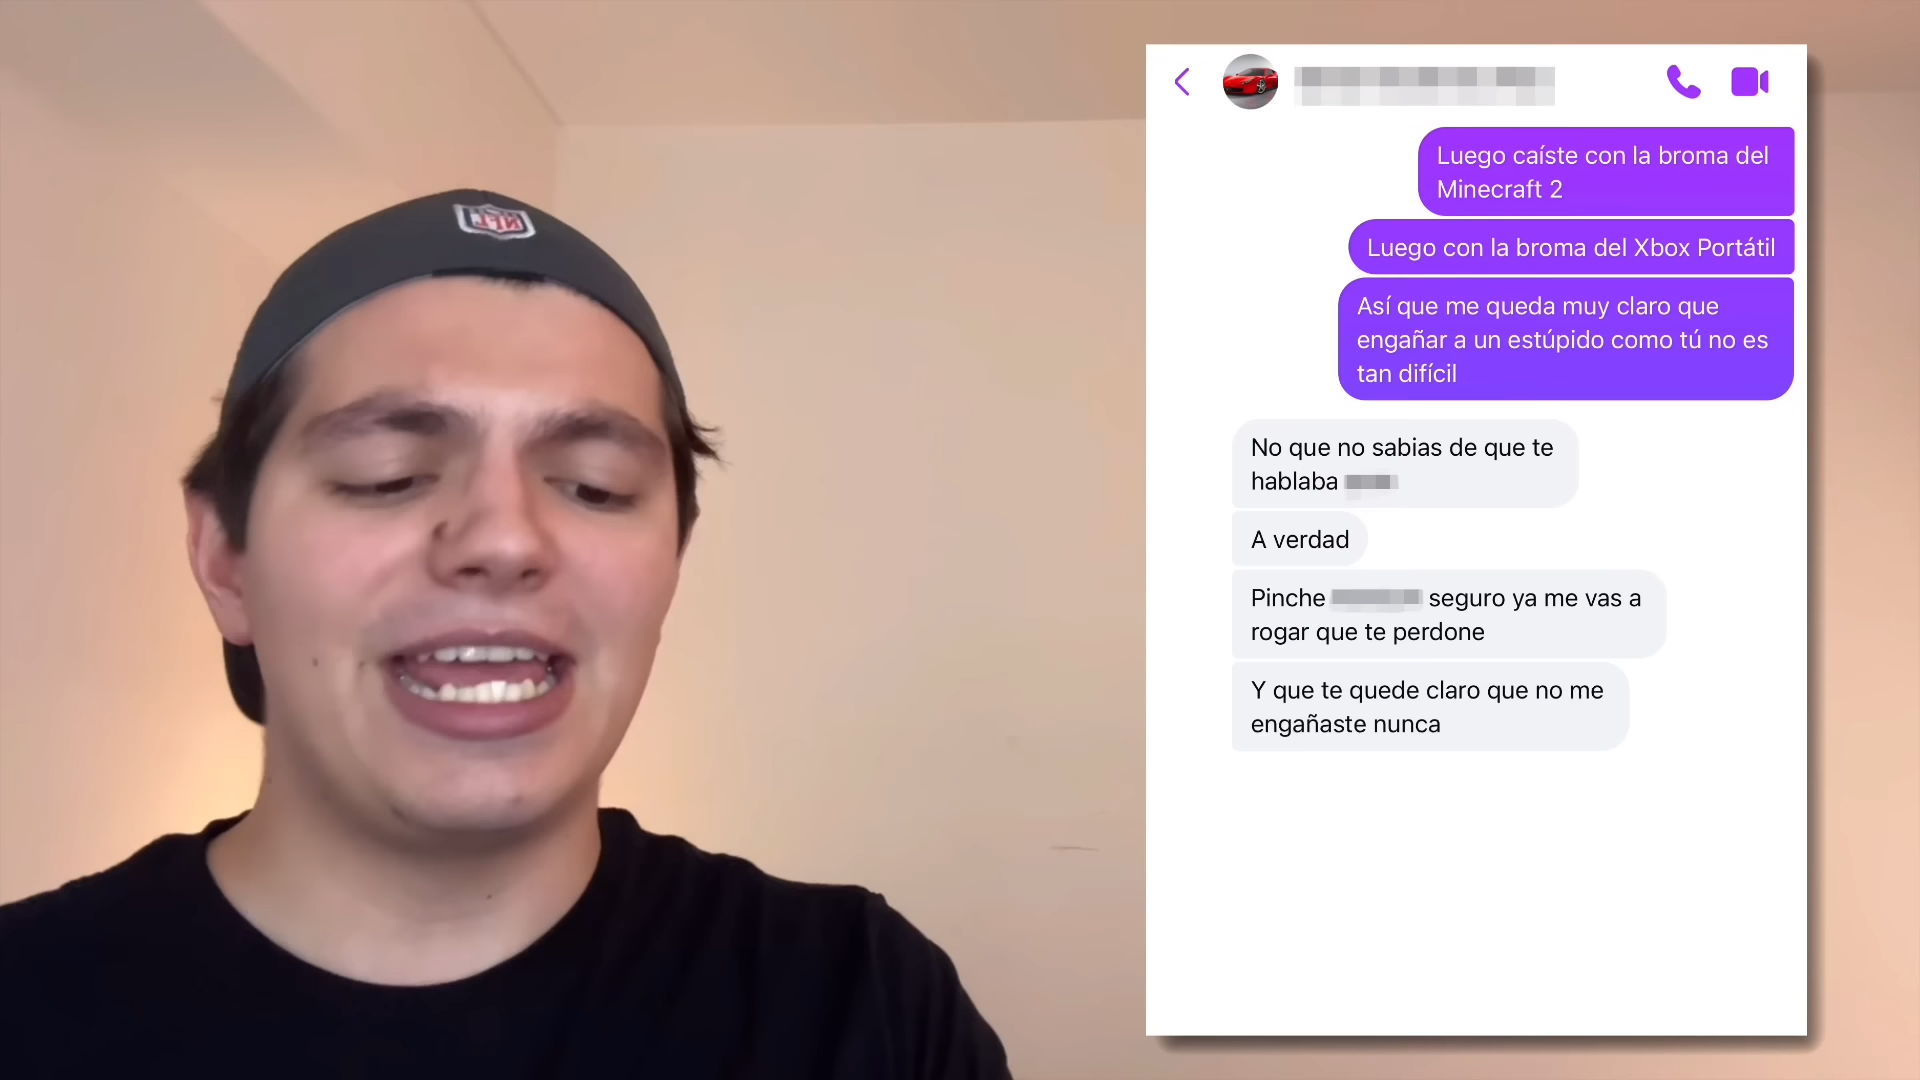 Luego caíste con la broma del
Minecraft 2
Luego con la broma del Xbox Portátil
Así que me queda muy claro que
engañar a un estúpido como tú no es
tan difícil
No que no sabias de que te
hablaba
A verdad
Pinche seguro ya me vas a
rogar que te perdone
Y que te quede claro que no me
engañaste nunca
NFL